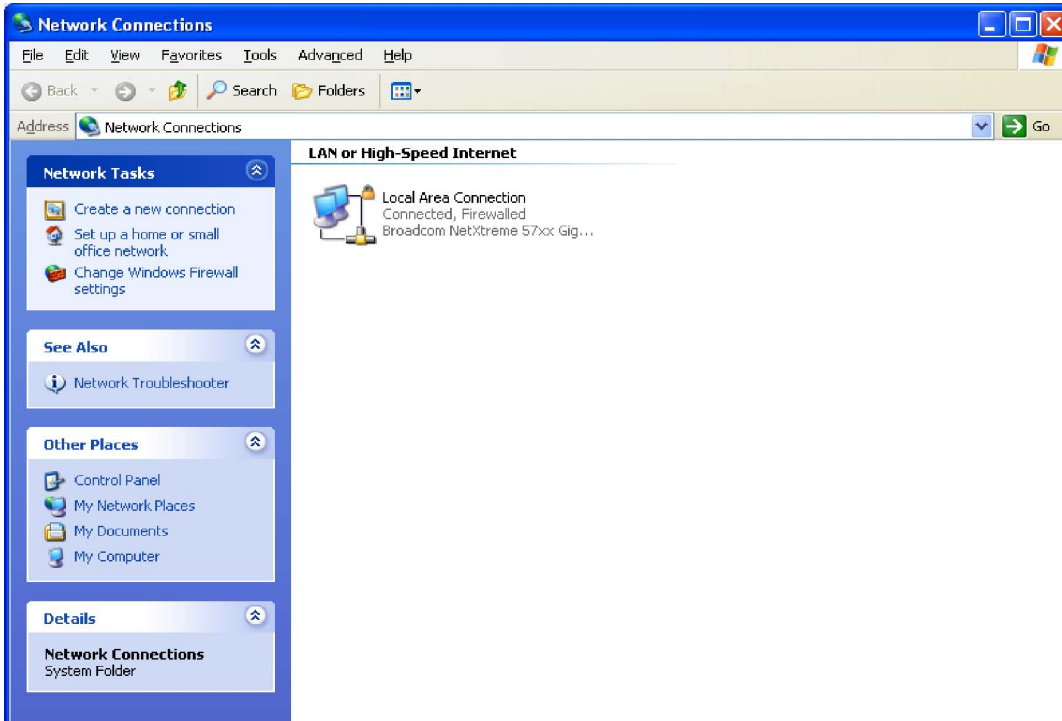 Network Connections
File Edit View Favorites Tools Advanced Help
Back Search Folders
Address Network Connections Go
Network Tasks
Create a new connection
Set up a home or small
office network
Change Windows Firewall
settings
See Also
Network Troubleshooter
Other Places
Control Panel
My Network Places
My Documents
My Computer
Details
Network Connections
System Folder
LAN or High-Speed Internet
Local Area Connection
Connected, Firewalled
Broadcom NetXtreme 57xx Gig...